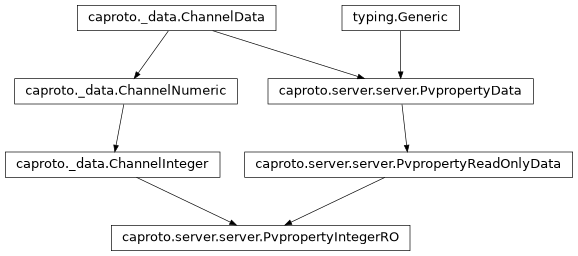 caproto._data.ChannelData
typing.Generic
caproto._data.ChannelNumeric
caproto.server.server.PvpropertyData
caproto._data.ChannelInteger
caproto.server.server.PvpropertyReadOnlyData
caproto.server.server.PvpropertyIntegerRO